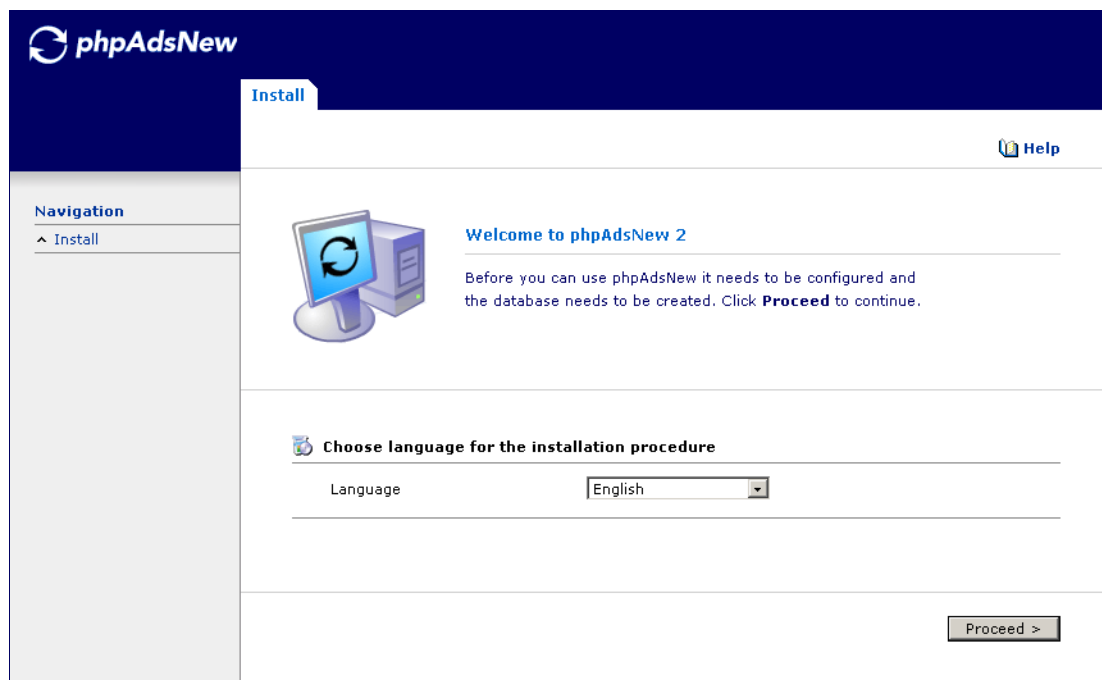 phpAdsNew
Install
Help
Navigation
Install
Welcome to phpAdsNew 2
Before you can use phpAdsNew it needs to be configured and
the database needs to be created. Click Proceed to continue.
Choose language for the installation procedure
Language English
Proceed >